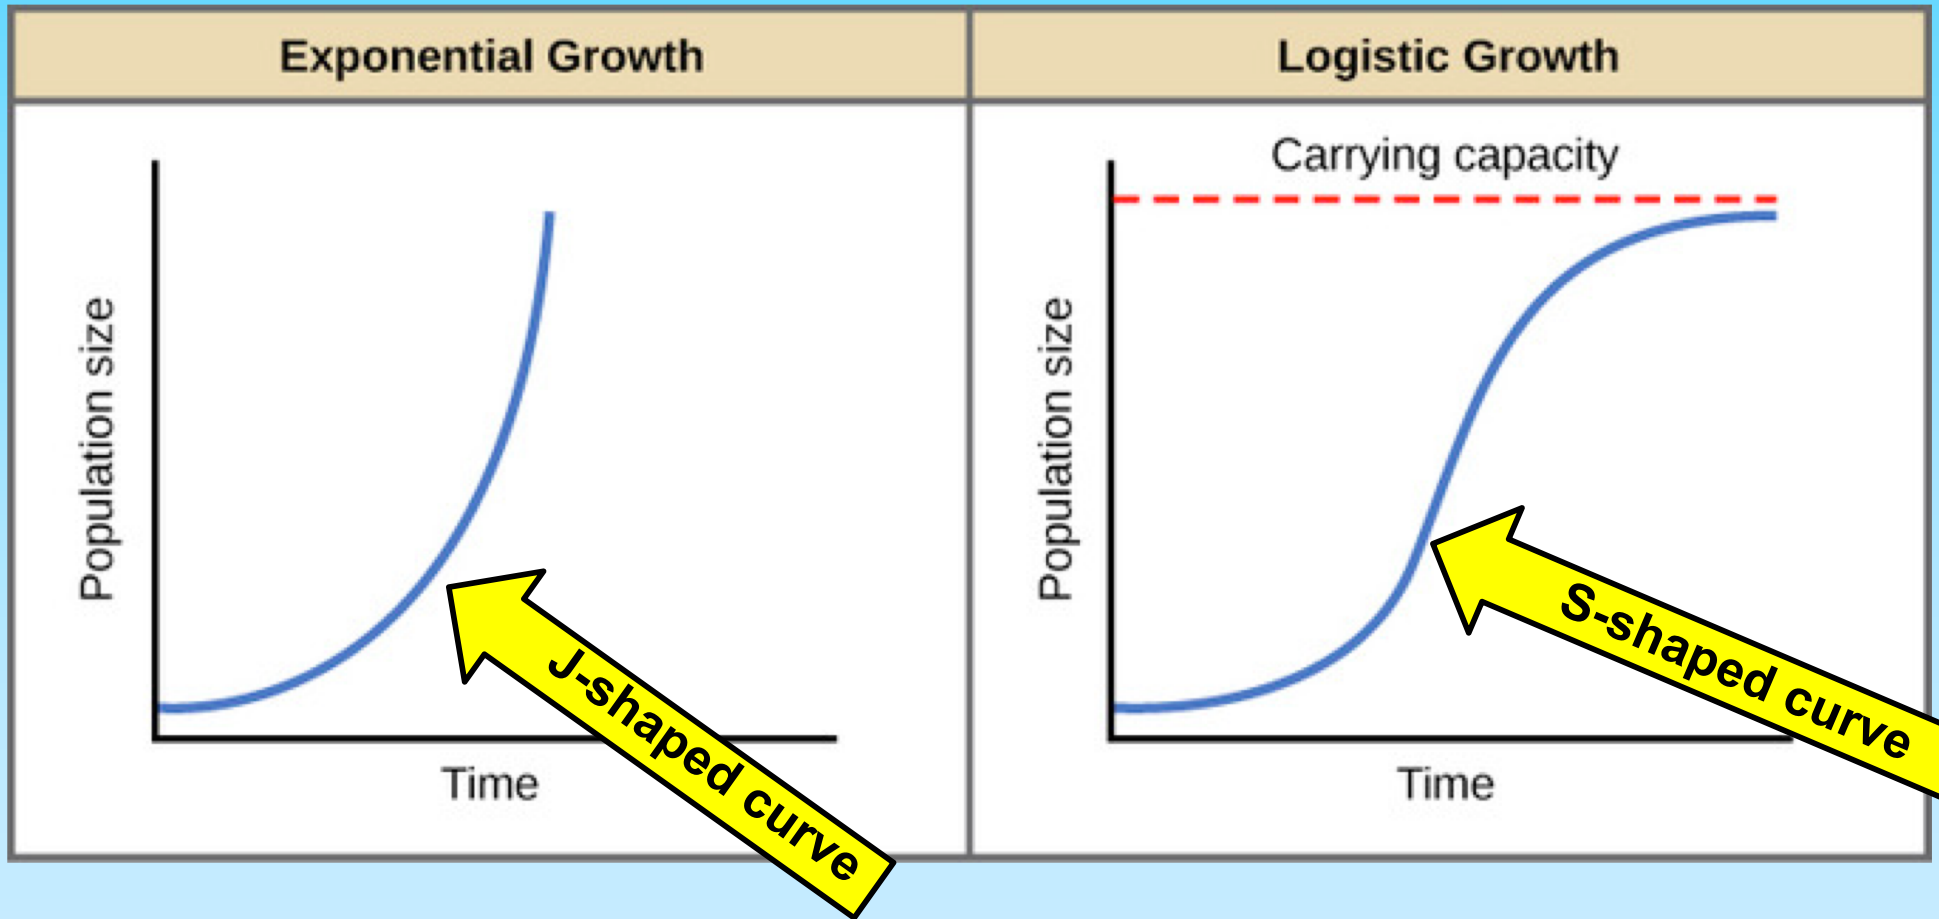 Exponential Growth
Population size
Time
J-shaped curve
Logistic Growth
Carrying capacity
Population size
Time
S-shaped curve